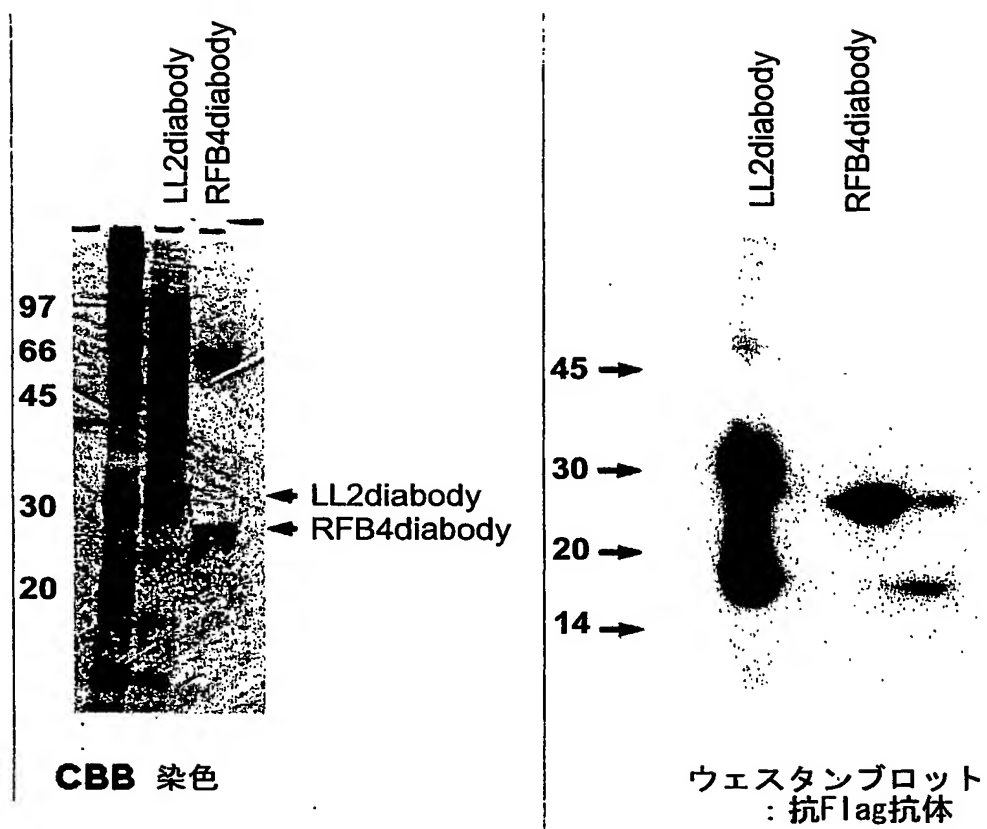 LL2diabody
RFB4diabody
97
66
45
30
20
LL2diabody
RFB4diabody
CBB 染色
LL2diabody
RFB4diabody
45
30
20
14
ウェスタンブロット
: 抗Flag抗体